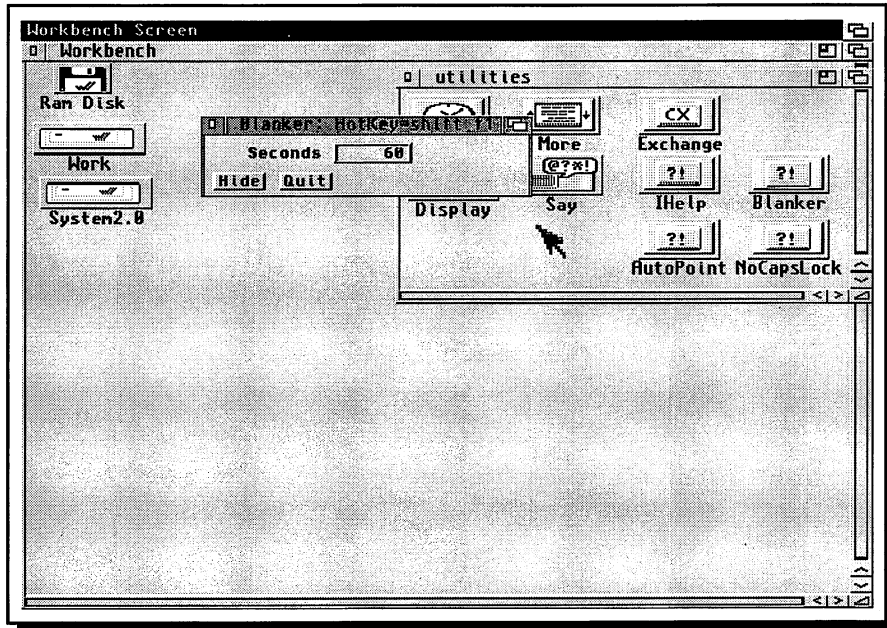 Workbench Screen
Workbench
utilities
Ram Disk
Work
System2.0
Blanker: HotKey=shift f1
Seconds 60
Hide Quit
CX
More Exchange
@?*!
?! ?!
Display Say IHelp Blanker
?! ?!
AutoPoint NoCapsLock